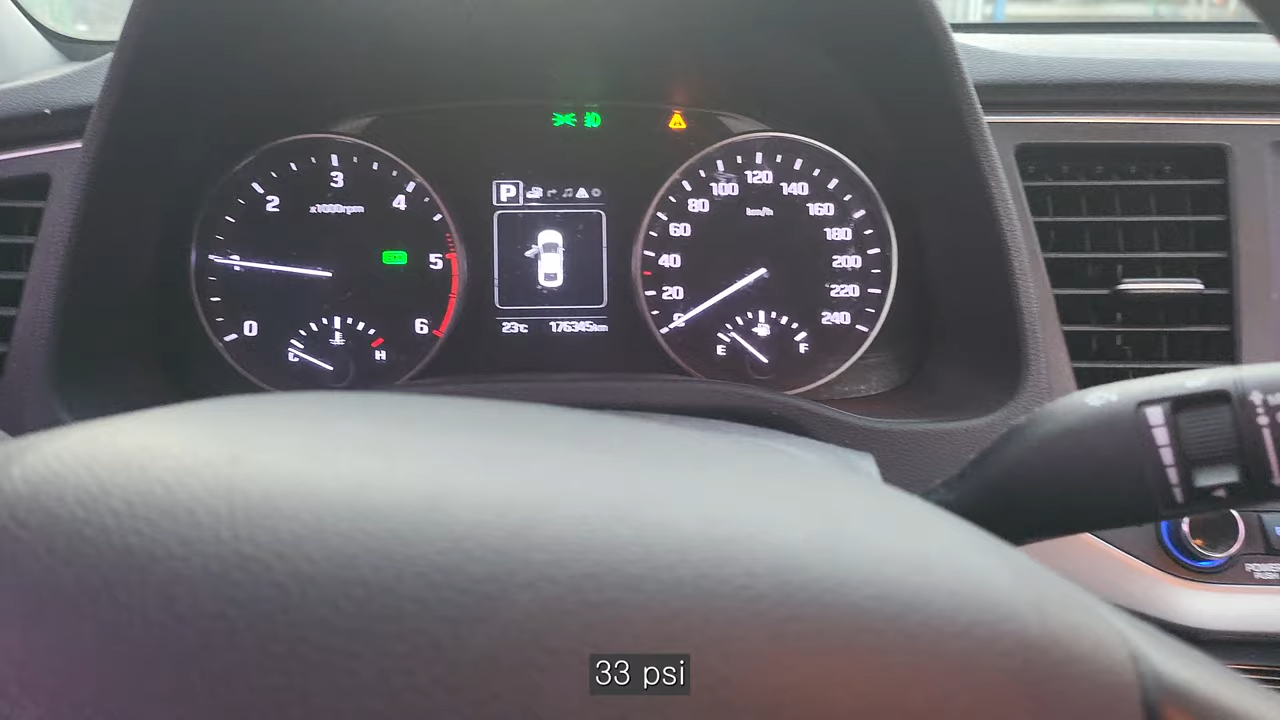 0 2 3 4 5 6
x1000rpm
C H
P
23°C 176345km
20 40 60 80 100 120 140 160 180 200 220 240
km/h
E F
33 psi